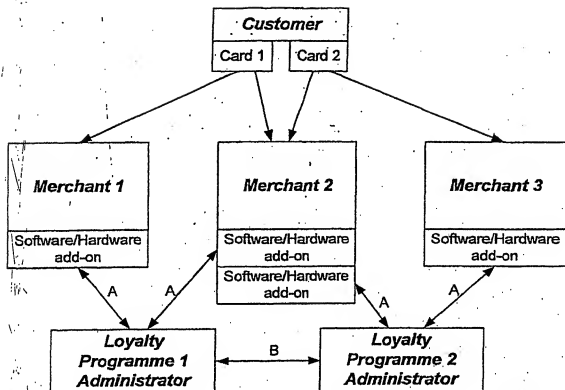 Customer
Card 1
Card 2
Merchant 1
Merchant 2
Merchant 3
Software/Hardware
add-on
Software/Hardware
add-on
Software/Hardware
add-on
Software/Hardware
add-on
A
A
A
A
Loyalty
Programme 1
Administrator
B
Loyalty
Programme 2
Administrator